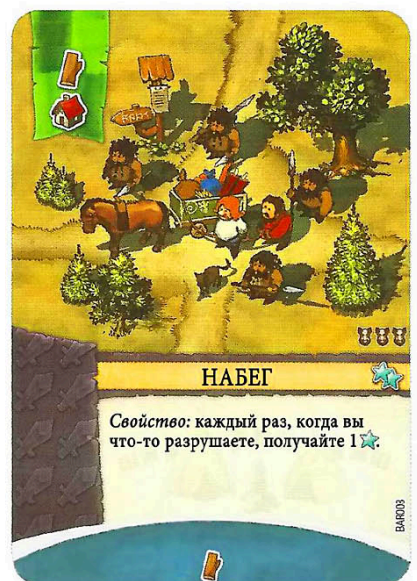 НАБЕГ
Свойство: каждый раз, когда вы
что-то разрушаете, получайте 1
BAR003